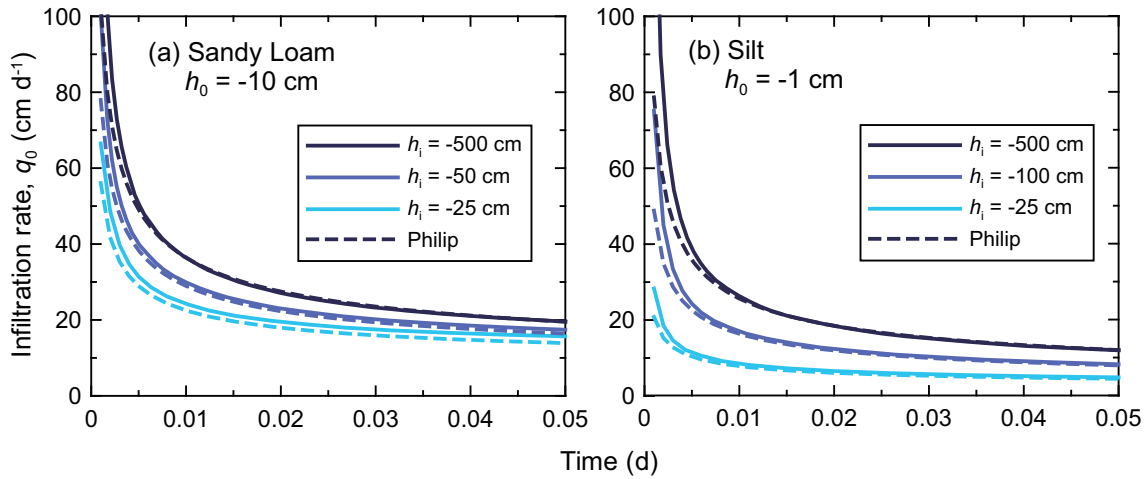 Infiltration rate, q₀ (cm d⁻¹)
100
80
60
40
20
0
(a) Sandy Loam
h₀ = -10 cm
hᵢ = -500 cm
hᵢ = -50 cm
hᵢ = -25 cm
Philip
0
0.01
0.02
0.03
0.04
0.05
100
80
60
40
20
0
(b) Silt
h₀ = -1 cm
hᵢ = -500 cm
hᵢ = -100 cm
hᵢ = -25 cm
Philip
0
0.01
0.02
0.03
0.04
0.05
Time (d)